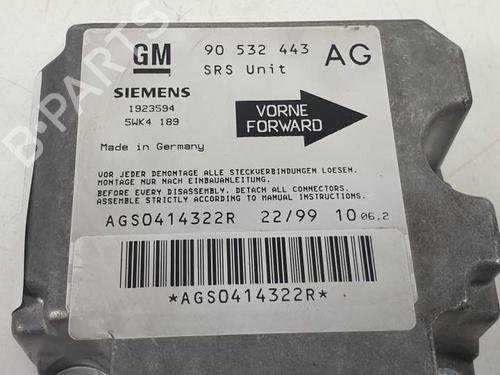 GM 90 532 443 AG
SRS Unit
SIEMENS
1923594
5WK4 189
VORNE
FORWARD
Made in Germany
VOR JEDER DEMONTAGE ALLE STECKVERBINDUNGEN LOESEN.
MONTAGE NUR NACH EINBAUANLEITUNG.
BEFORE EVERY DISASSEMBLY, DETACH ALL CONNECTORS.
ASSEMBLE STRICTLY ACCORDING TO MANUAL INSTRUCTIONS.
AGS0414322R 22/99 10 06.2
*AGS0414322R*
B-PARTS